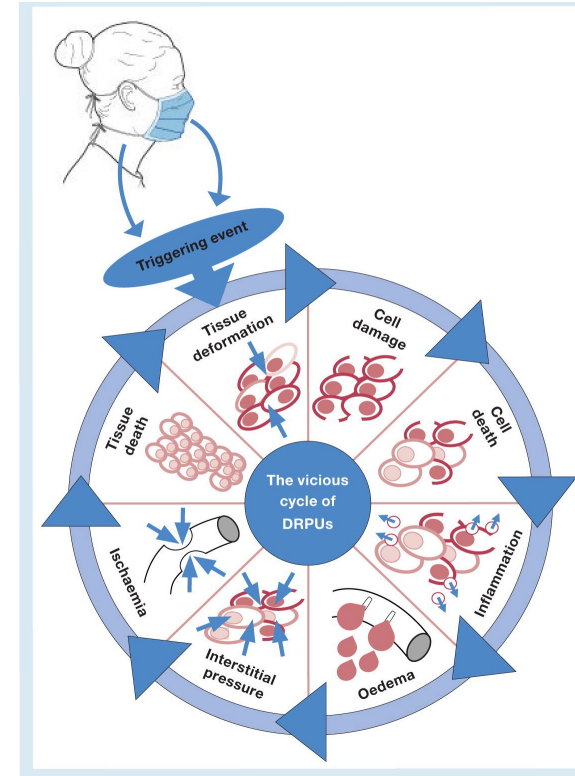 Triggering event
Tissue
deformation
Cell
damage
Cell
death
Inflammation
Oedema
Interstitial
pressure
Ischaemia
Tissue
death
The vicious
cycle of
DRPUs